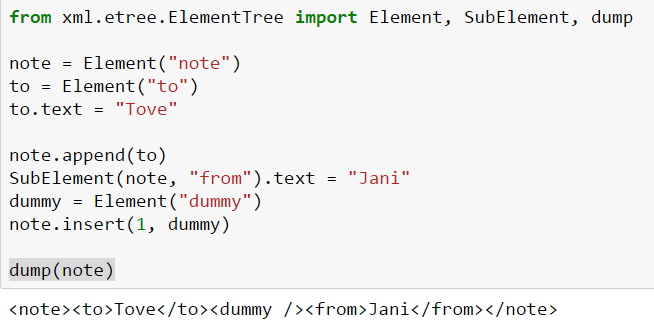 from xml.etree.ElementTree import Element, SubElement, dump
note = Element("note")
to = Element("to")
to.text = "Tove"
note.append(to)
SubElement(note, "from").text = "Jani"
dummy = Element("dummy")
note.insert(1, dummy)
dump(note)
<note><to>Tove</to><dummy /><from>Jani</from></note>